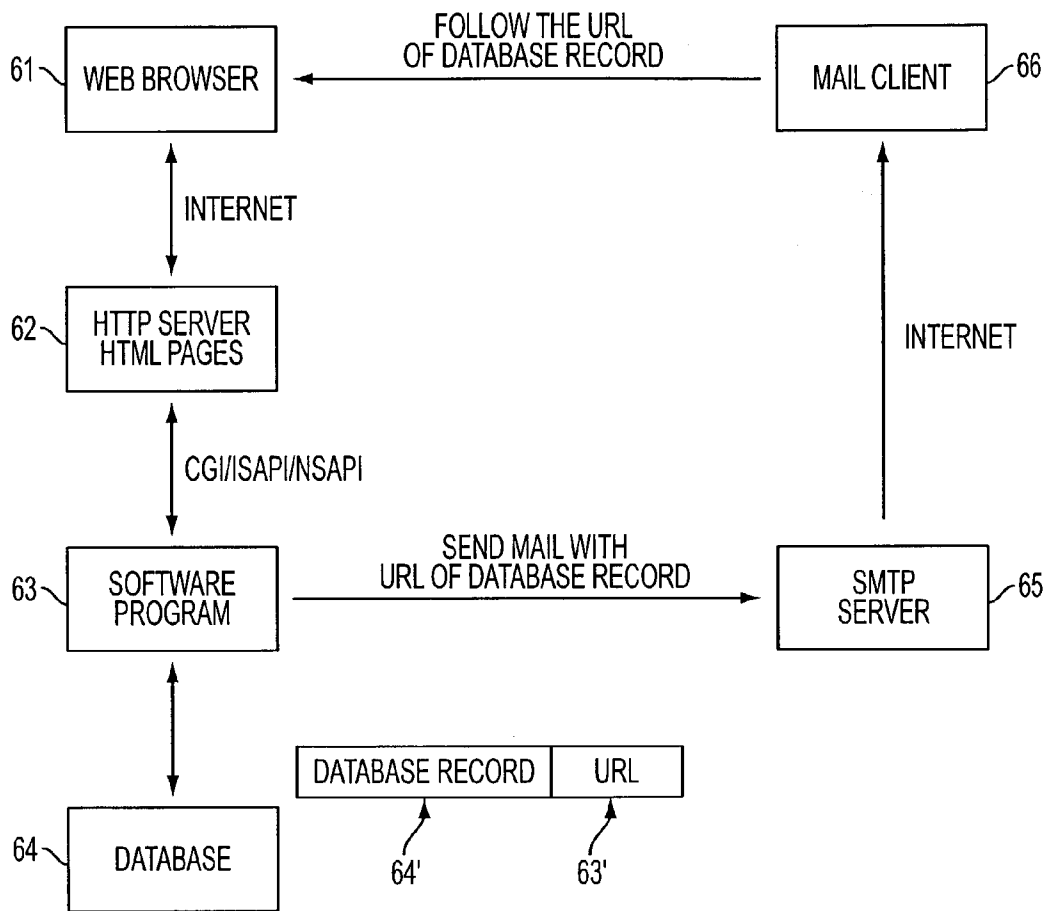 FOLLOW THE URL
OF DATABASE RECORD
61
WEB BROWSER
MAIL CLIENT
66
INTERNET
62
HTTP SERVER
HTML PAGES
INTERNET
CGI/ISAPI/NSAPI
SEND MAIL WITH
URL OF DATABASE RECORD
63
SOFTWARE
PROGRAM
SMTP
SERVER
65
DATABASE RECORD
URL
64
DATABASE
64'
63'